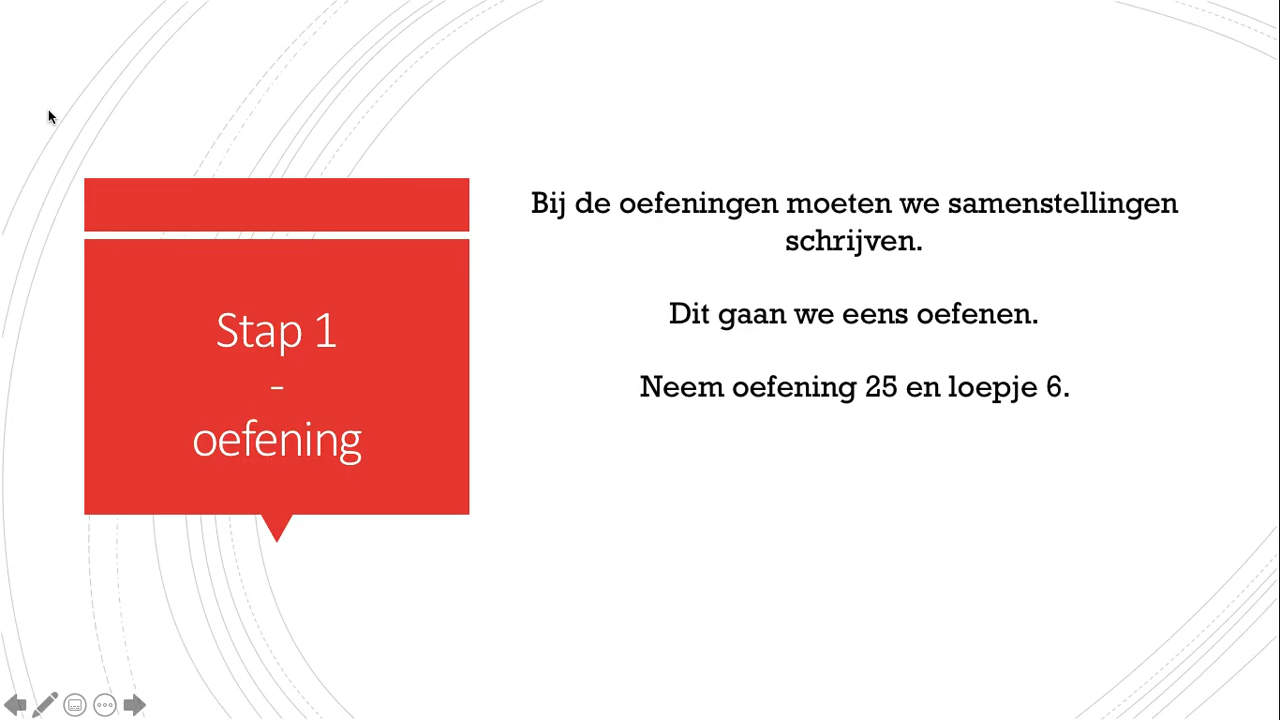 Stap 1
-
oefening
Bij de oefeningen moeten we samenstellingen
schrijven.
Dit gaan we eens oefenen.
Neem oefening 25 en loepje 6.